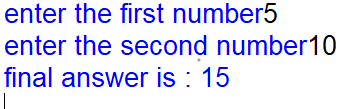 enter the first number5
enter the second number10
final answer is : 15